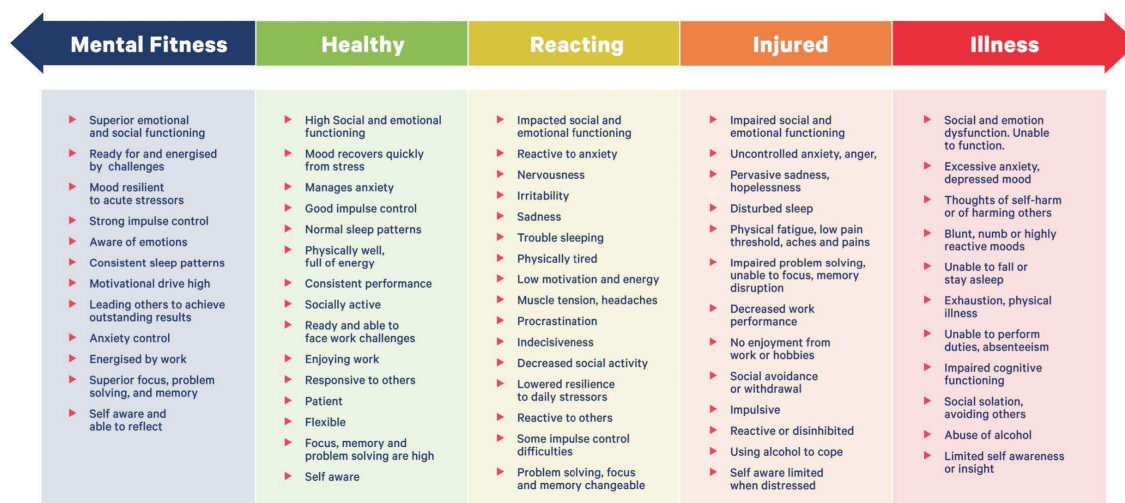 Mental Fitness
Healthy
Reacting
Injured
Illness
Superior emotional
and social functioning
Ready for and energised
by challenges
Mood resilient
to acute stressors
Strong impulse control
Aware of emotions
Consistent sleep patterns
Motivational drive high
Leading others to achieve
outstanding results
Anxiety control
Energised by work
Superior focus, problem
solving, and memory
Self aware and
able to reflect
High Social and emotional
functioning
Mood recovers quickly
from stress
Manages anxiety
Good impulse control
Normal sleep patterns
Physically well,
full of energy
Consistent performance
Socially active
Ready and able to
face work challenges
Enjoying work
Responsive to others
Patient
Flexible
Focus, memory and
problem solving are high
Self aware
Impacted social and
emotional functioning
Reactive to anxiety
Nervousness
Irritability
Sadness
Trouble sleeping
Physically tired
Low motivation and energy
Muscle tension, headaches
Procrastination
Indecisiveness
Decreased social activity
Lowered resilience
to daily stressors
Reactive to others
Some impulse control
difficulties
Problem solving, focus
and memory changeable
Impaired social and
emotional functioning
Uncontrolled anxiety, anger,
Pervasive sadness,
hopelessness
Disturbed sleep
Physical fatigue, low pain
threshold, aches and pains
Impaired problem solving,
unable to focus, memory
disruption
Decreased work
performance
No enjoyment from
work or hobbies
Social avoidance
or withdrawal
Impulsive
Reactive or disinhibited
Using alcohol to cope
Self aware limited
when distressed
Social and emotion
dysfunction. Unable
to function.
Excessive anxiety,
depressed mood
Thoughts of self-harm
or of harming others
Blunt, numb or highly
reactive moods
Unable to fall or
stay asleep
Exhaustion, physical
illness
Unable to perform
duties, absenteeism
Impaired cognitive
functioning
Social solation,
avoiding others
Abuse of alcohol
Limited self awareness
or insight